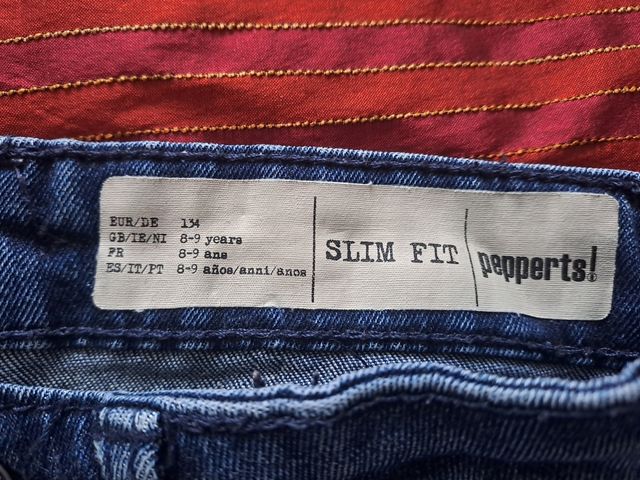 EUR/DE 134
GB/IE/NI 8-9 years
FR 8-9 ans
ES/IT/PT 8-9 años/anni/anos
SLIM FIT
pepperts!